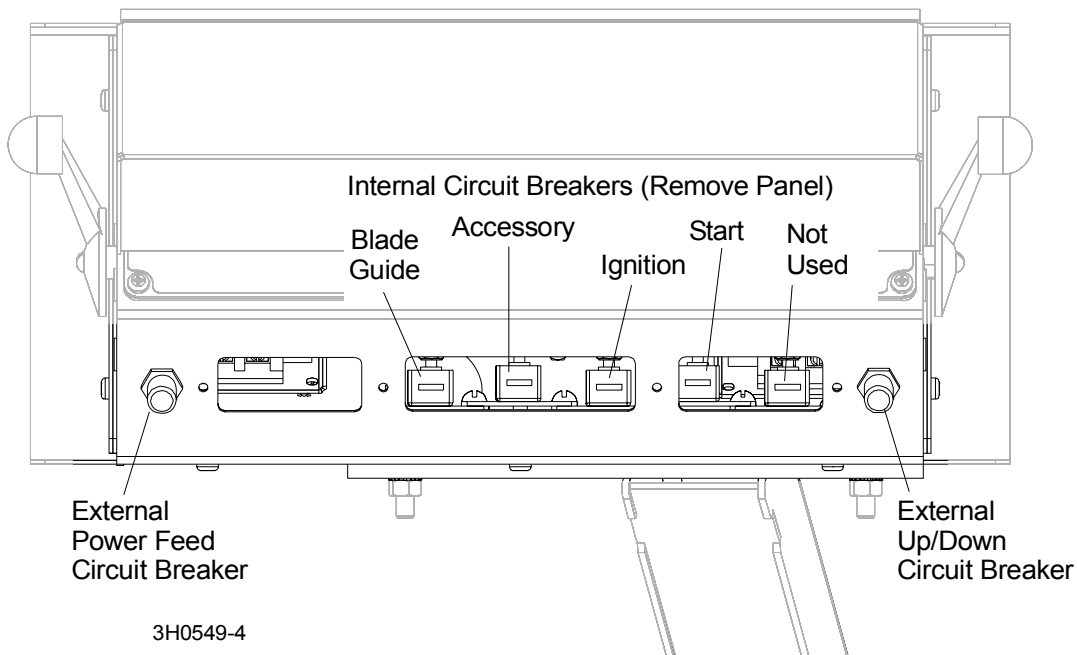 Internal Circuit Breakers (Remove Panel)
Blade
Guide
Accessory
Ignition
Start
Not
Used
External
Power Feed
Circuit Breaker
External
Up/Down
Circuit Breaker
3H0549-4